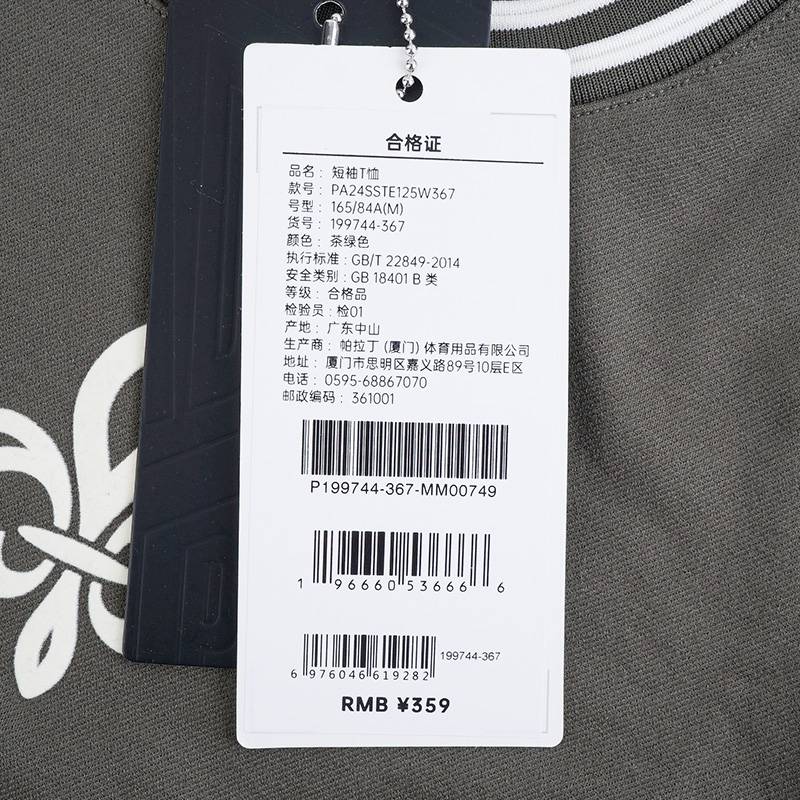 合格证
品名：短袖T恤
款号：PA24SSTE125W367
号型：165/84A(M)
货号：199744-367
颜色：茶绿色
执行标准：GB/T 22849-2014
安全类别：GB 18401 B 类
等级：合格品
检验员：检01
产地：广东中山
生产商：帕拉丁 (厦门) 体育用品有限公司
地址：厦门市思明区嘉义路89号10层E区
电话：0595-68867070
邮政编码：361001
P199744-367-MM00749
1 96660 53666 6
199744-367
6 976046 619282
RMB ¥359